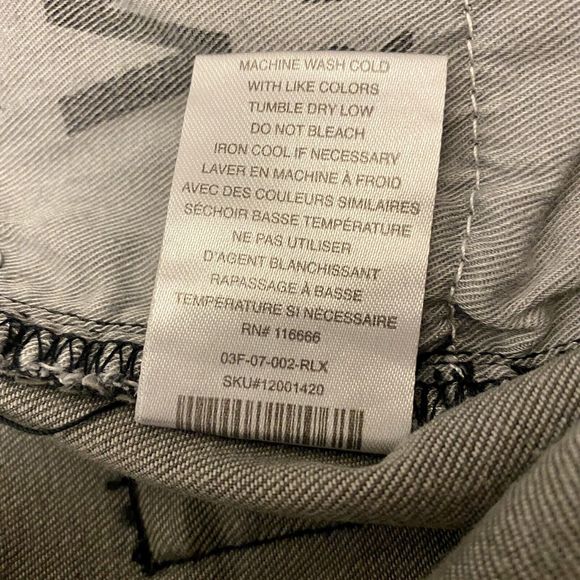 MACHINE WASH COLD
WITH LIKE COLORS
TUMBLE DRY LOW
DO NOT BLEACH
IRON COOL IF NECESSARY
LAVER EN MACHINE À FROID
AVEC DES COULEURS SIMILAIRES
SÉCHOIR BASSE TEMPÉRATURE
NE PAS UTILISER
D'AGENT BLANCHISSANT
RAPASSAGE À BASSE
TEMPÉRATURE SI NÉCESSAIRE
RN# 116666
03F-07-002-RLX
SKU#12001420